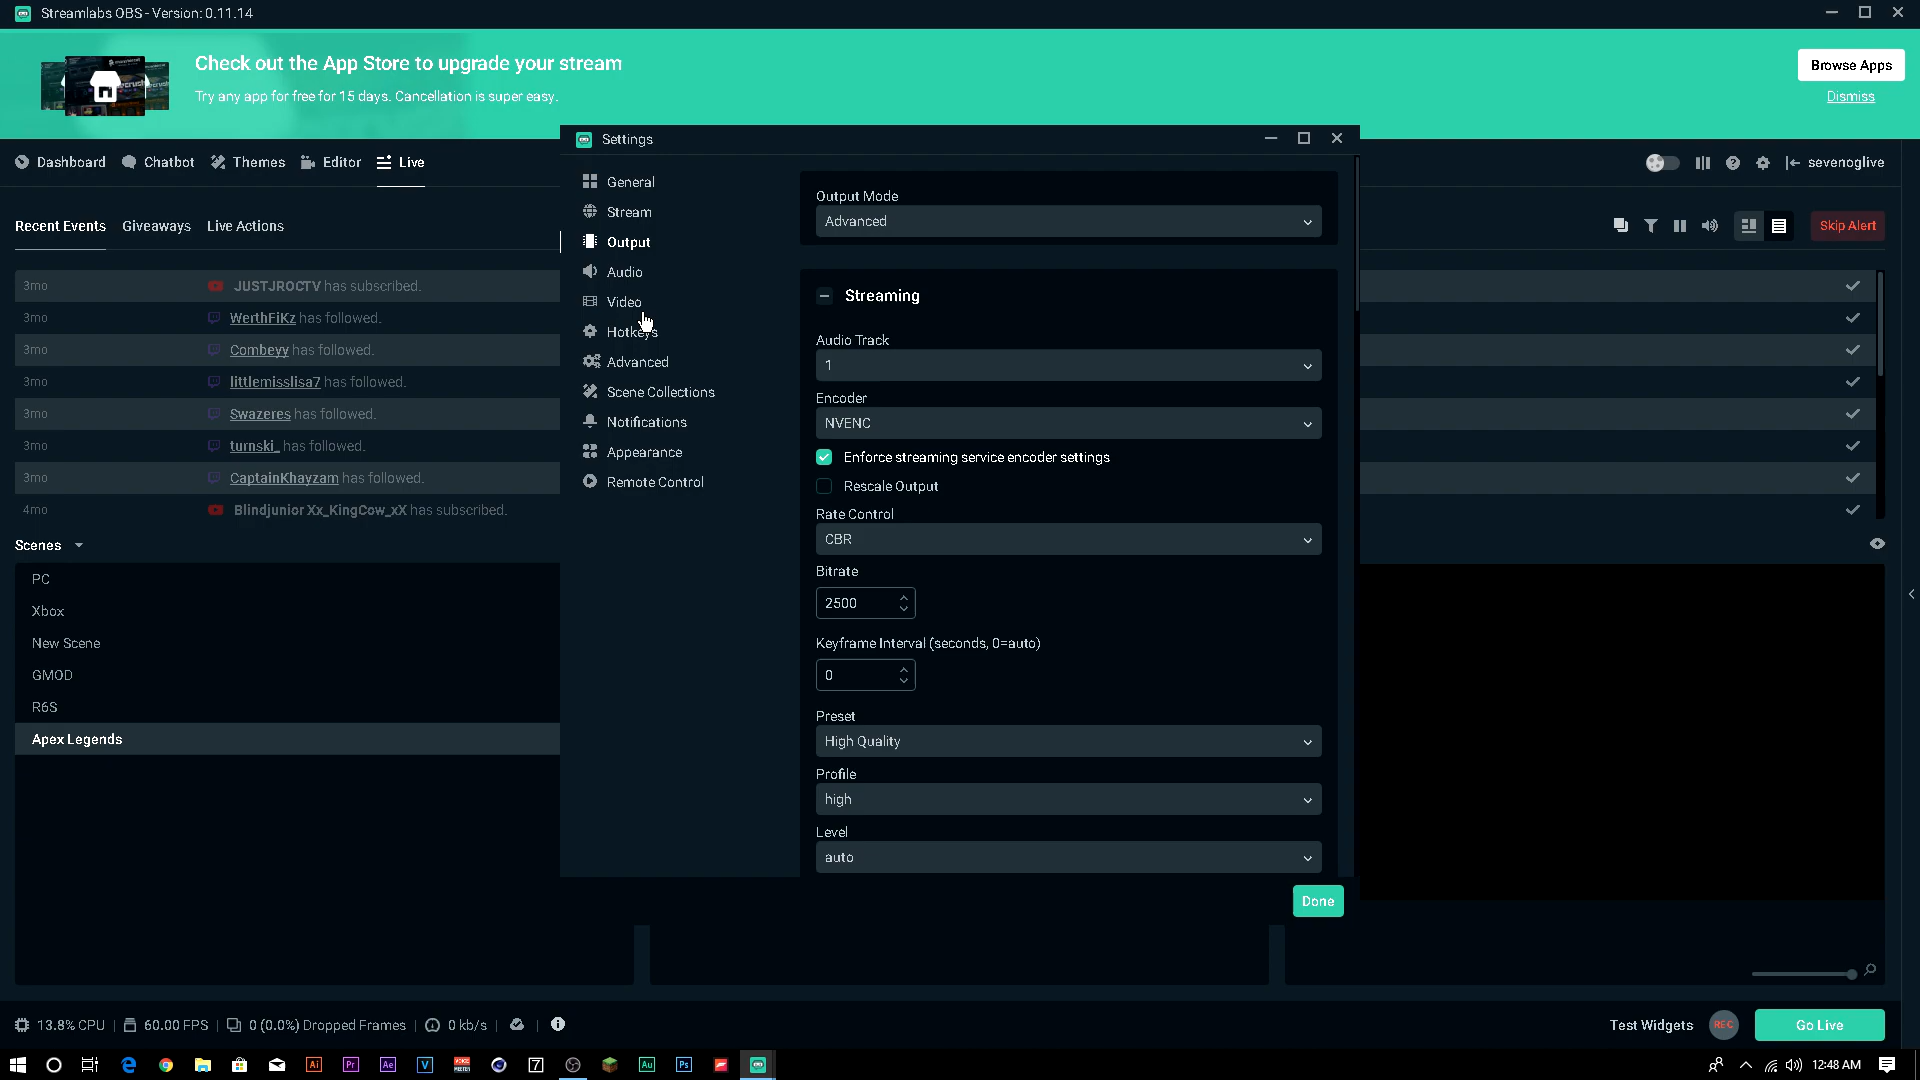 Streamlabs OBS - Version: 0.11.14
Check out the App Store to upgrade your stream
Try any app for free for 15 days. Cancellation is super easy.
Browse Apps
Dismiss
Settings
Dashboard
Chatbot
Themes
Editor
Live
sevenoglive
Recent Events
Giveaways
Live Actions
Skip Alert
3mo
JUSTJROCTV has subscribed.
3mo
WerthFiKz has followed.
3mo
Combeyy has followed.
3mo
littlemisslisa7 has followed.
3mo
Swazeres has followed.
3mo
turnski_ has followed.
3mo
CaptainKhayzam has followed.
4mo
Blindjunior Xx_KingCow_xX has subscribed.
Scenes
PC
Xbox
New Scene
GMOD
R6S
Apex Legends
General
Stream
Output
Audio
Video
Hotkeys
Advanced
Scene Collections
Notifications
Appearance
Remote Control
Output Mode
Advanced
Streaming
Audio Track
1
Encoder
NVENC
Enforce streaming service encoder settings
Rescale Output
Rate Control
CBR
Bitrate
2500
Keyframe Interval (seconds, 0=auto)
0
Preset
High Quality
Profile
high
Level
auto
Done
13.8% CPU
60.00 FPS
0 (0.0%) Dropped Frames
0 kb/s
Test Widgets
REC
Go Live
Ai
Pr
Ae
V
7
Au
Ps
12:48 AM